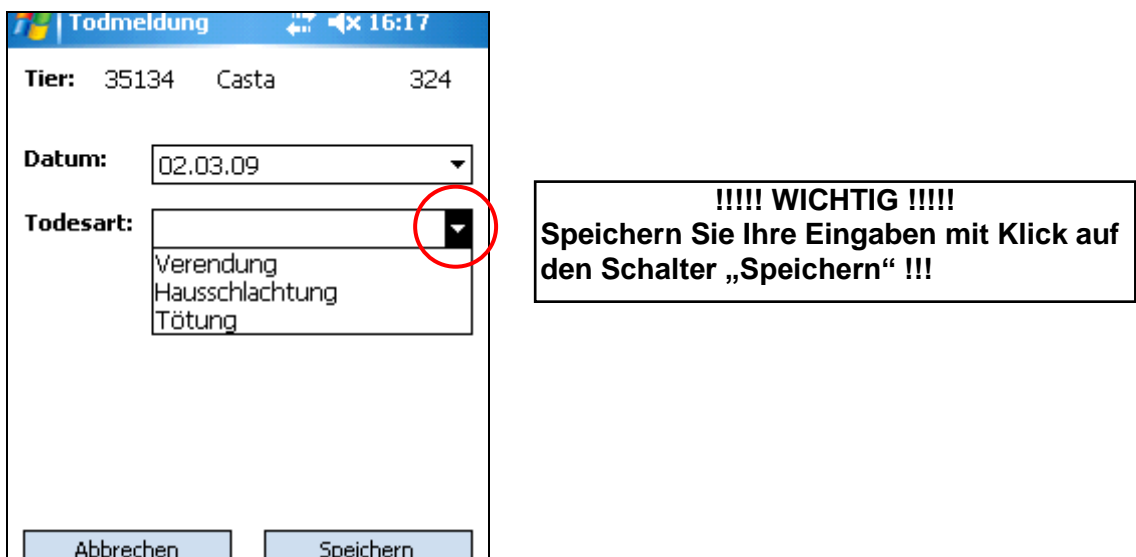 Todmeldung 16:17
Tier: 35134 Casta 324
Datum: 02.03.09
Todesart:
Verendung
Hausschlachtung
Tötung
Abbrechen Speichern
!!!!! WICHTIG !!!!!
Speichern Sie Ihre Eingaben mit Klick auf
den Schalter „Speichern“ !!!